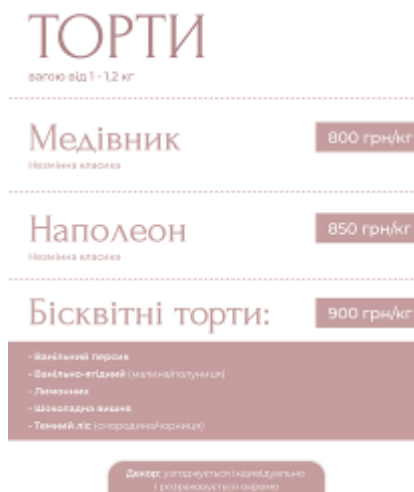 ТОРТИ
вагою від 1 - 1,2 кг
Медівник
800 грн/кг
Незмінна класика
Наполеон
850 грн/кг
Незмінна класика
Бісквітні торти:
900 грн/кг
- Ванільний персик
- Ванільно-ягідний (малина/полуниця)
- Лимонник
- Шоколадна вишня
- Темний ліс (смородина/чорниця)
Декор: узгоджується індивідуально
і розраховується окремо